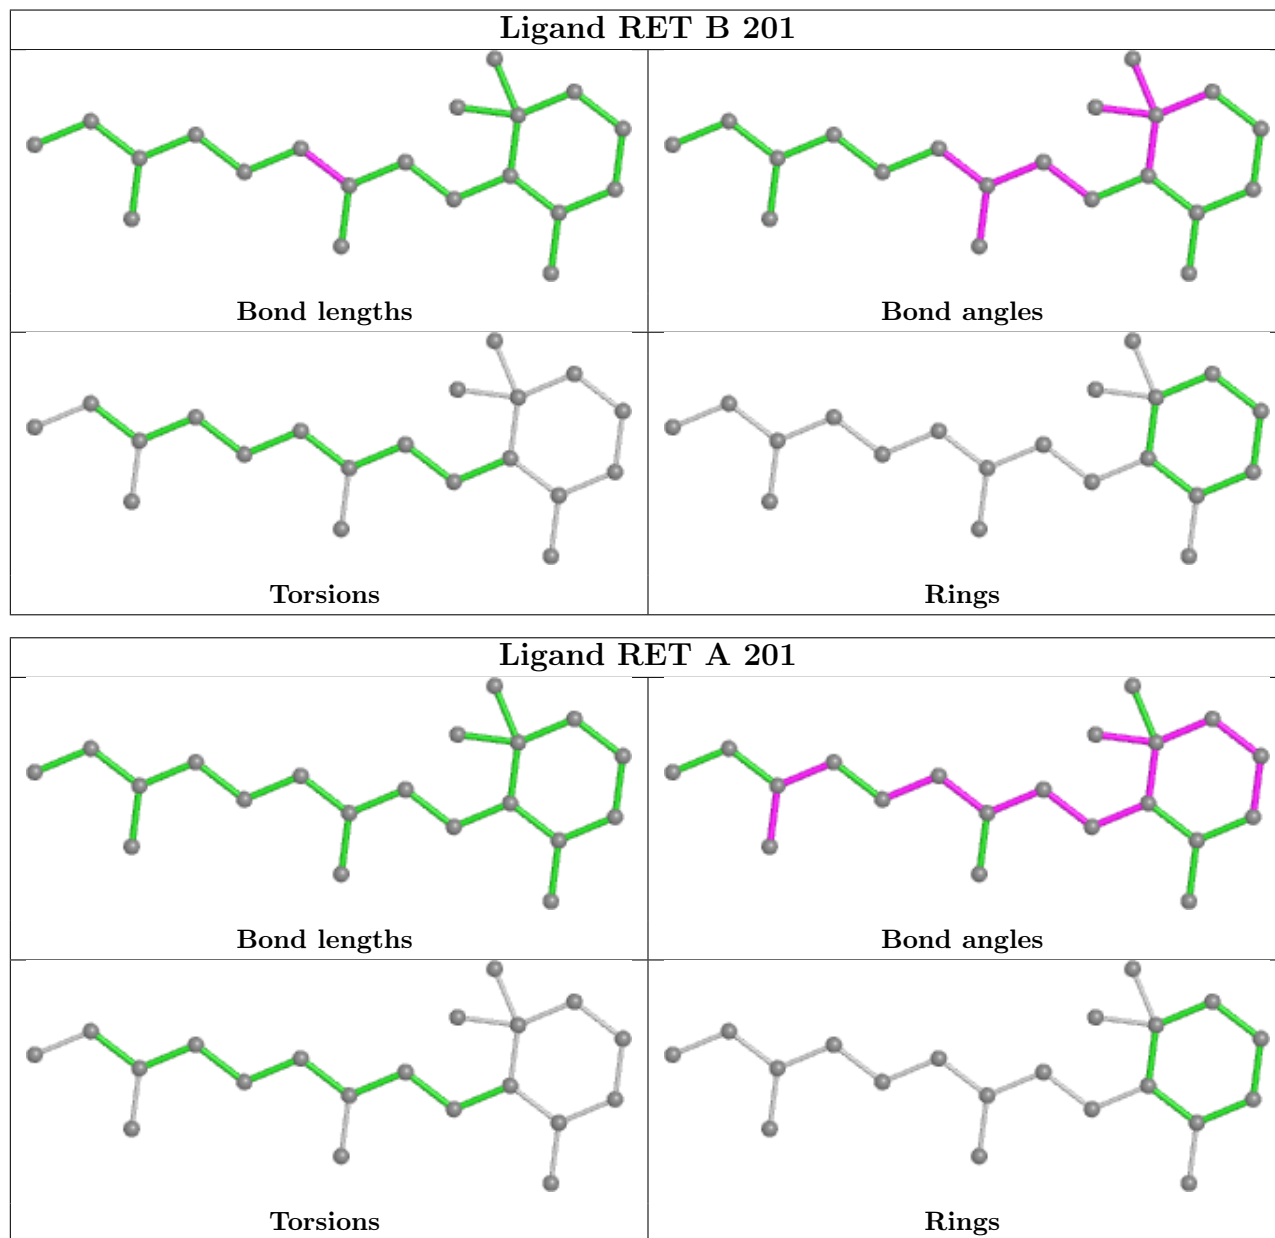 Ligand RET B 201
Bond lengths
Bond angles
Torsions
Rings
Ligand RET A 201
Bond lengths
Bond angles
Torsions
Rings